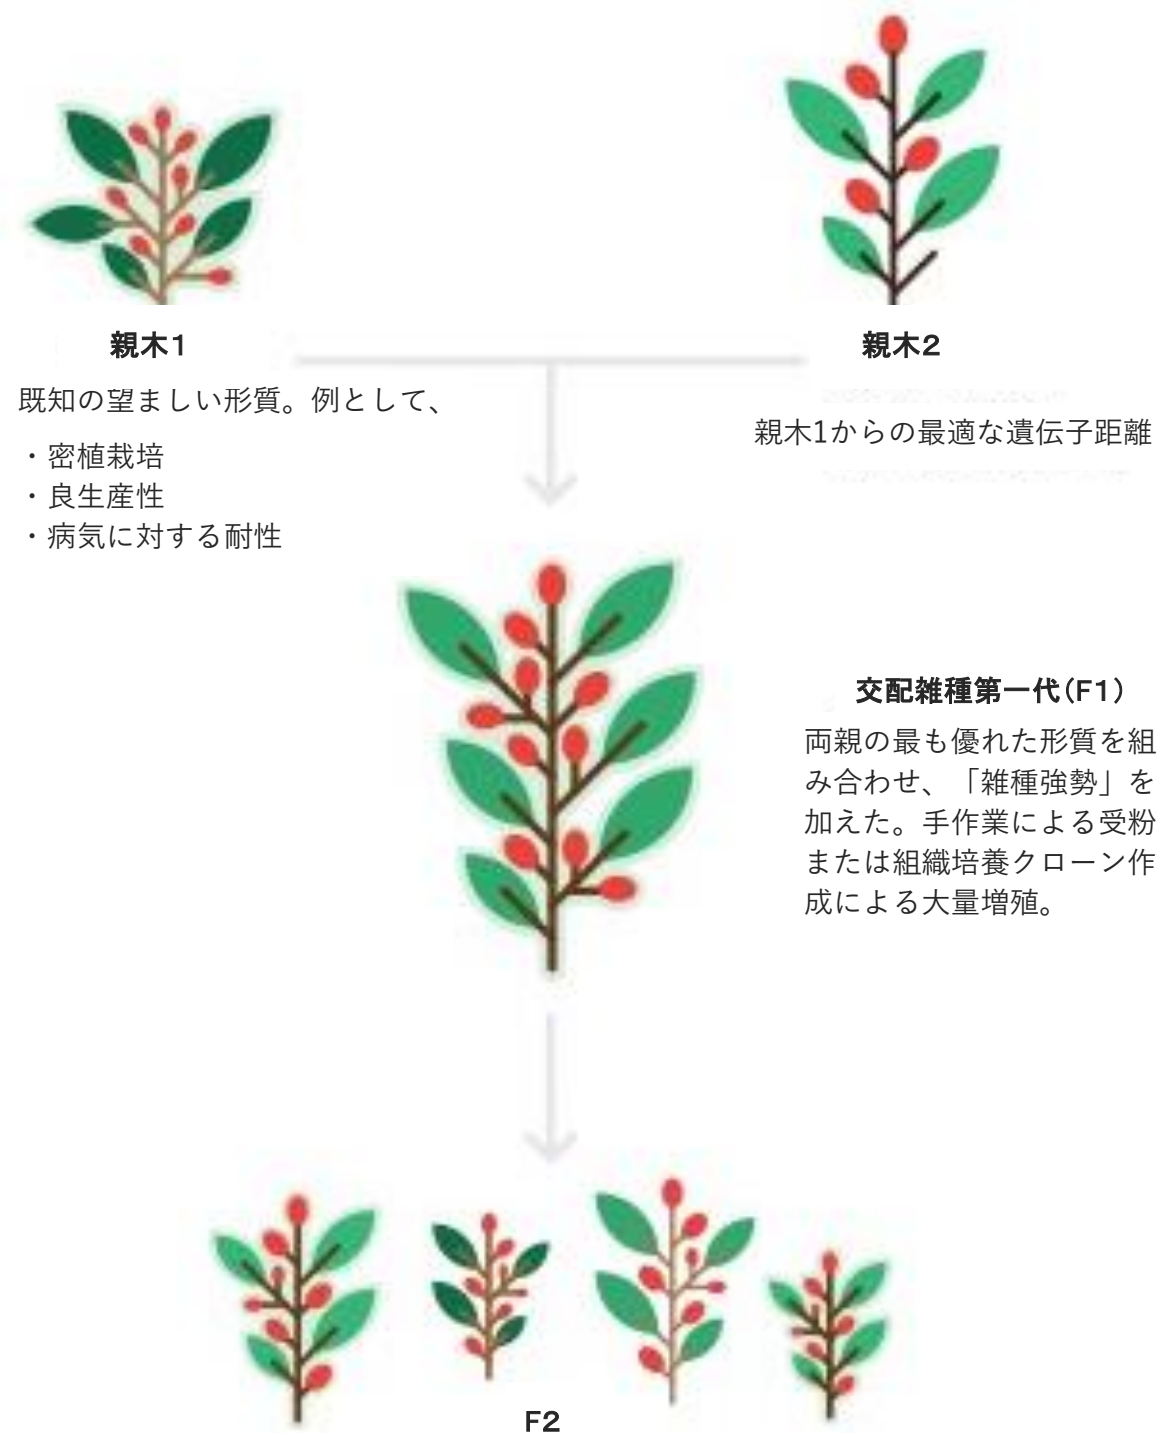 親木1
親木2
既知の望ましい形質。例として、
・密植栽培
・良生産性
・病気に対する耐性
親木1からの最適な遺伝子距離
交配雑種第一代(F1)
両親の最も優れた形質を組
み合わせ、「雑種強勢」を
加えた。手作業による受粉
または組織培養クローン作
成による大量増殖。
F2